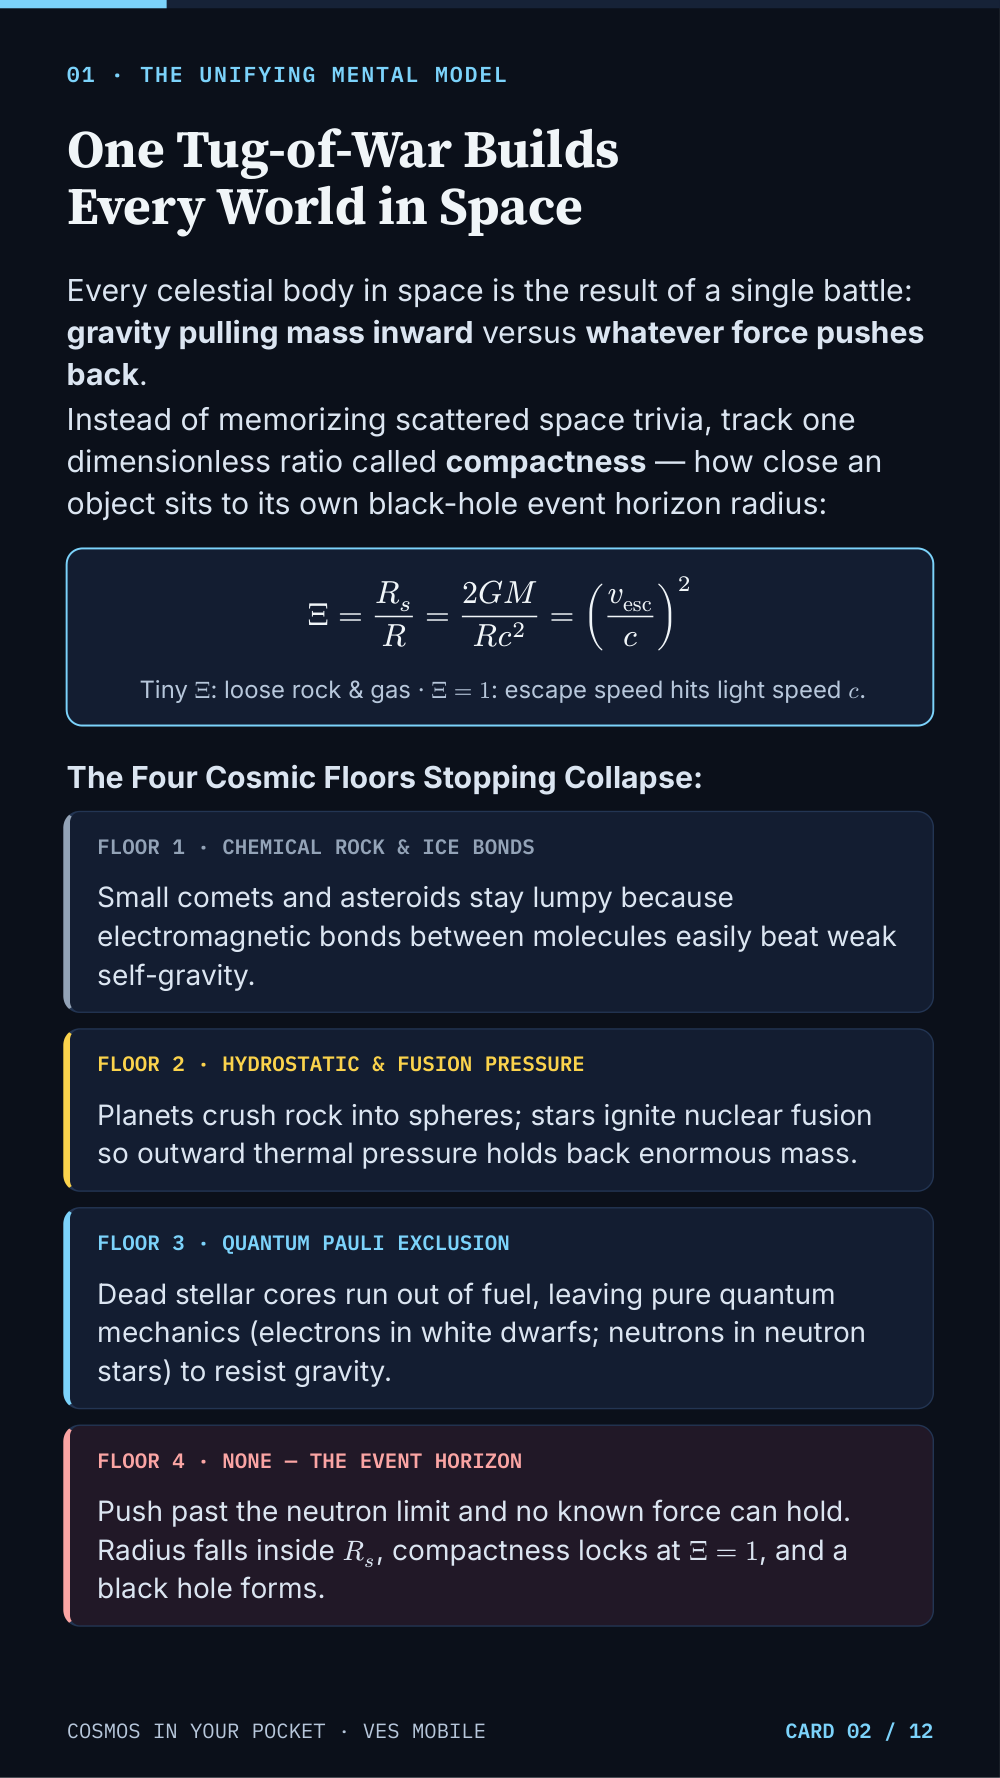 01 · THE UNIFYING MENTAL MODEL
One Tug-of-War Builds
Every World in Space
Every celestial body in space is the result of a single battle:
gravity pulling mass inward versus whatever force pushes
back.
Instead of memorizing scattered space trivia, track one
dimensionless ratio called compactness — how close an
object sits to its own black-hole event horizon radius:
Ξ = R_s/R = 2GM/Rc² = (v_esc/c)²
Tiny Ξ: loose rock & gas · Ξ = 1: escape speed hits light speed c.
The Four Cosmic Floors Stopping Collapse:
FLOOR 1 · CHEMICAL ROCK & ICE BONDS
Small comets and asteroids stay lumpy because
electromagnetic bonds between molecules easily beat weak
self-gravity.
FLOOR 2 · HYDROSTATIC & FUSION PRESSURE
Planets crush rock into spheres; stars ignite nuclear fusion
so outward thermal pressure holds back enormous mass.
FLOOR 3 · QUANTUM PAULI EXCLUSION
Dead stellar cores run out of fuel, leaving pure quantum
mechanics (electrons in white dwarfs; neutrons in neutron
stars) to resist gravity.
FLOOR 4 · NONE — THE EVENT HORIZON
Push past the neutron limit and no known force can hold.
Radius falls inside R_s, compactness locks at Ξ = 1, and a
black hole forms.
COSMOS IN YOUR POCKET · VES MOBILE
CARD 02 / 12